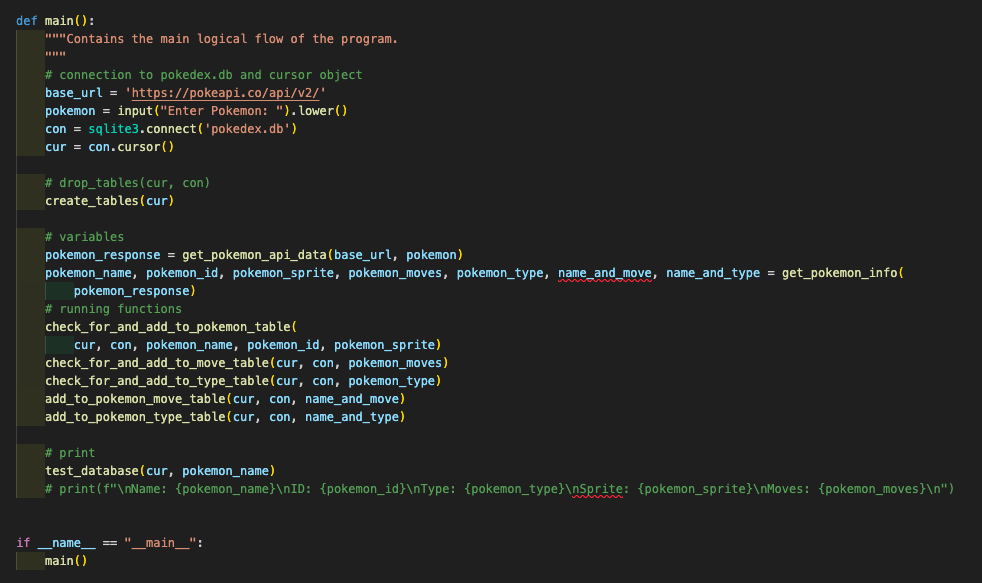 def main():
    """Contains the main logical flow of the program.
    """
    # connection to pokedex.db and cursor object
    base_url = 'https://pokeapi.co/api/v2/'
    pokemon = input("Enter Pokemon: ").lower()
    con = sqlite3.connect('pokedex.db')
    cur = con.cursor()

    # drop_tables(cur, con)
    create_tables(cur)

    # variables
    pokemon_response = get_pokemon_api_data(base_url, pokemon)
    pokemon_name, pokemon_id, pokemon_sprite, pokemon_moves, pokemon_type, name_and_move, name_and_type = get_pokemon_info(
        pokemon_response)
    # running functions
    check_for_and_add_to_pokemon_table(
        cur, con, pokemon_name, pokemon_id, pokemon_sprite)
    check_for_and_add_to_move_table(cur, con, pokemon_moves)
    check_for_and_add_to_type_table(cur, con, pokemon_type)
    add_to_pokemon_move_table(cur, con, name_and_move)
    add_to_pokemon_type_table(cur, con, name_and_type)

    # print
    test_database(cur, pokemon_name)
    # print(f"\nName: {pokemon_name}\nID: {pokemon_id}\nType: {pokemon_type}\nSprite: {pokemon_sprite}\nMoves: {pokemon_moves}\n")


if __name__ == "__main__":
    main()